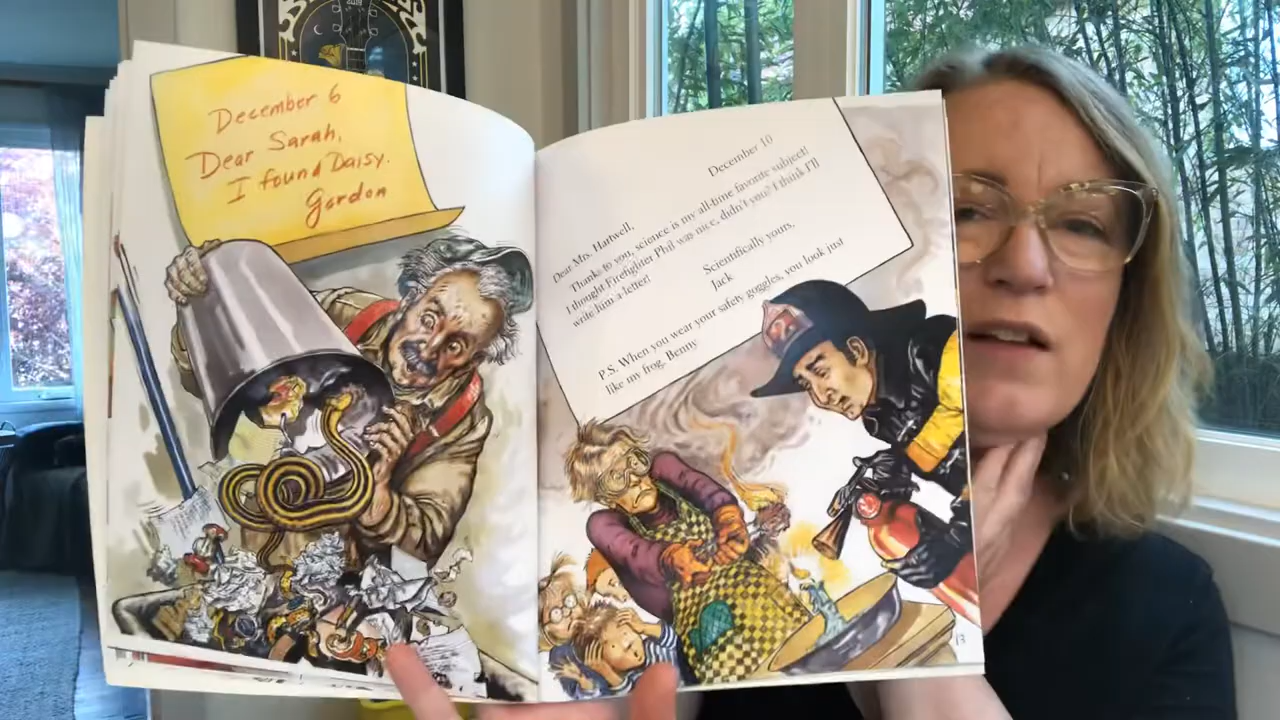 December 6
Dear Sarah,
I found Daisy.
Gordon
December 10
Dear Mrs. Hartwell,
Thanks to you, science is my all-time favorite subject!
I thought Firefighter Phil was nice, didn't you? I think I'll
write him a letter!
Scientifically yours,
Jack
P.S. When you wear your safety goggles, you look just
like my frog, Benny.
13